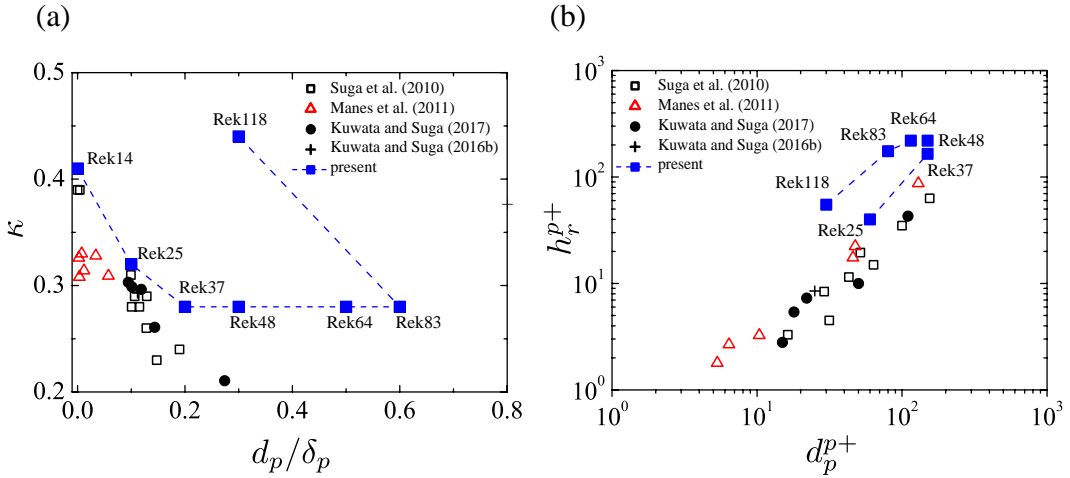 (a)
0.5
0.4
0.3
0.2
κ
0.0
0.2
0.4
0.6
0.8
d_p/δ_p
Suga et al. (2010)
Manes et al. (2011)
Kuwata and Suga (2017)
Kuwata and Suga (2016b)
present
Rek118
Rek14
Rek25
Rek37
Rek48
Rek64
Rek83
(b)
10^3
10^2
10^1
10^0
h_r^{p+}
10^0
10^1
10^2
10^3
d_p^{p+}
Suga et al. (2010)
Manes et al. (2011)
Kuwata and Suga (2017)
Kuwata and Suga (2016b)
present
Rek64
Rek83
Rek48
Rek37
Rek118
Rek25